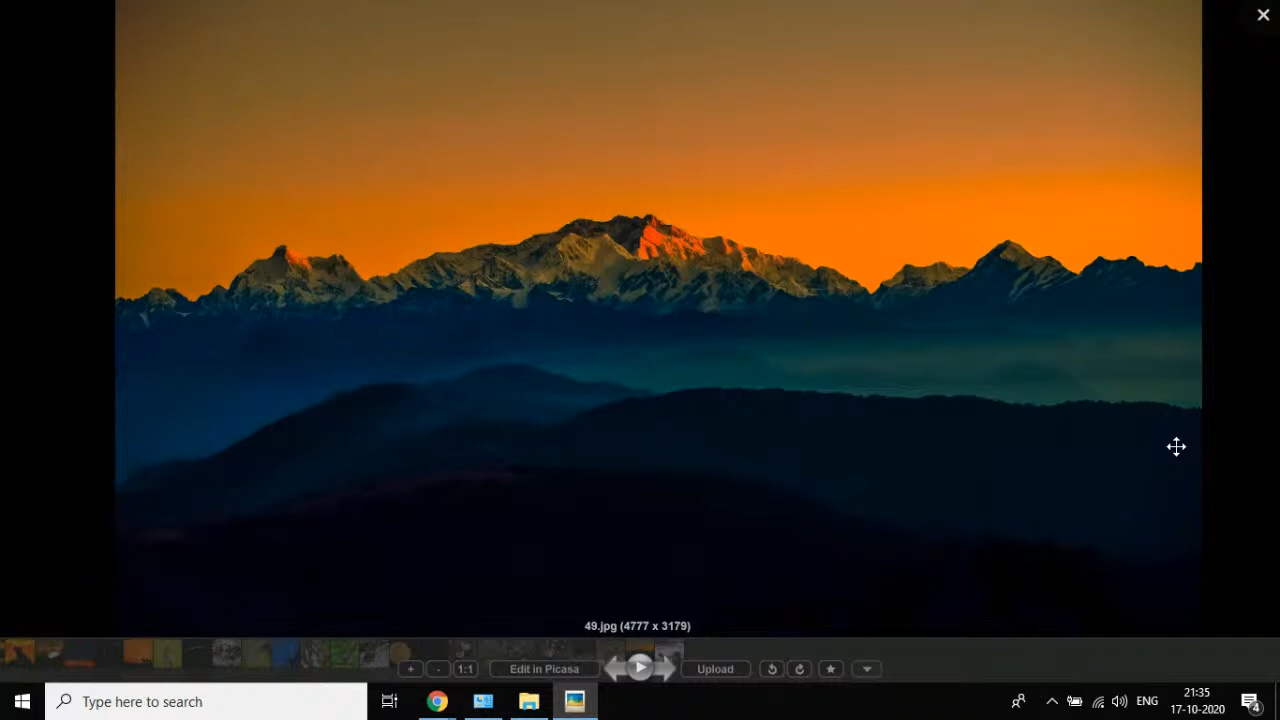 49.jpg (4777 x 3179)
+ - 1:1 Edit in Picasa Upload
Type here to search
ENG
21:35
17-10-2020
4